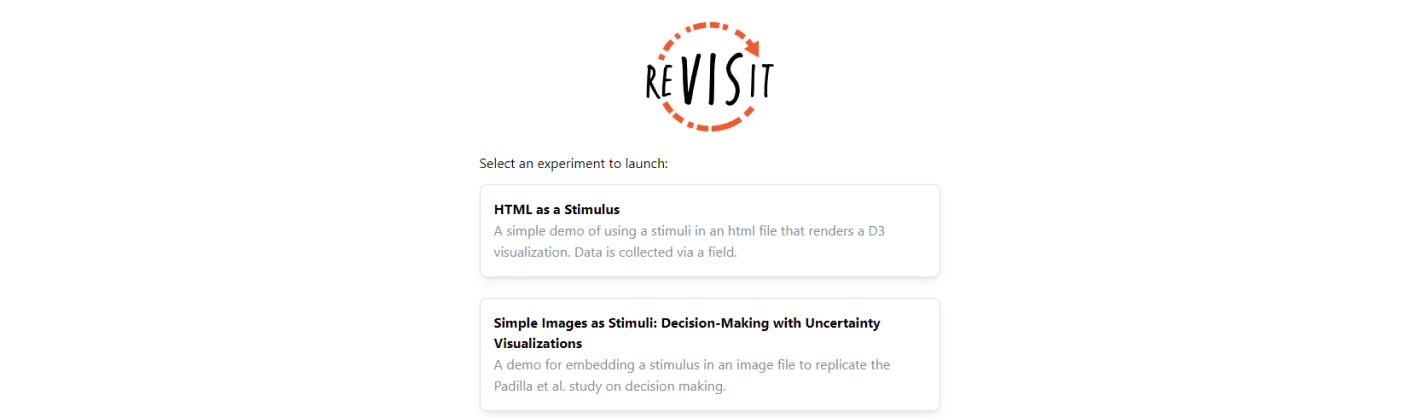 REVISIT
Select an experiment to launch:
HTML as a Stimulus
A simple demo of using a stimuli in an html file that renders a D3
visualization. Data is collected via a field.
Simple Images as Stimuli: Decision-Making with Uncertainty
Visualizations
A demo for embedding a stimulus in an image file to replicate the
Padilla et al. study on decision making.